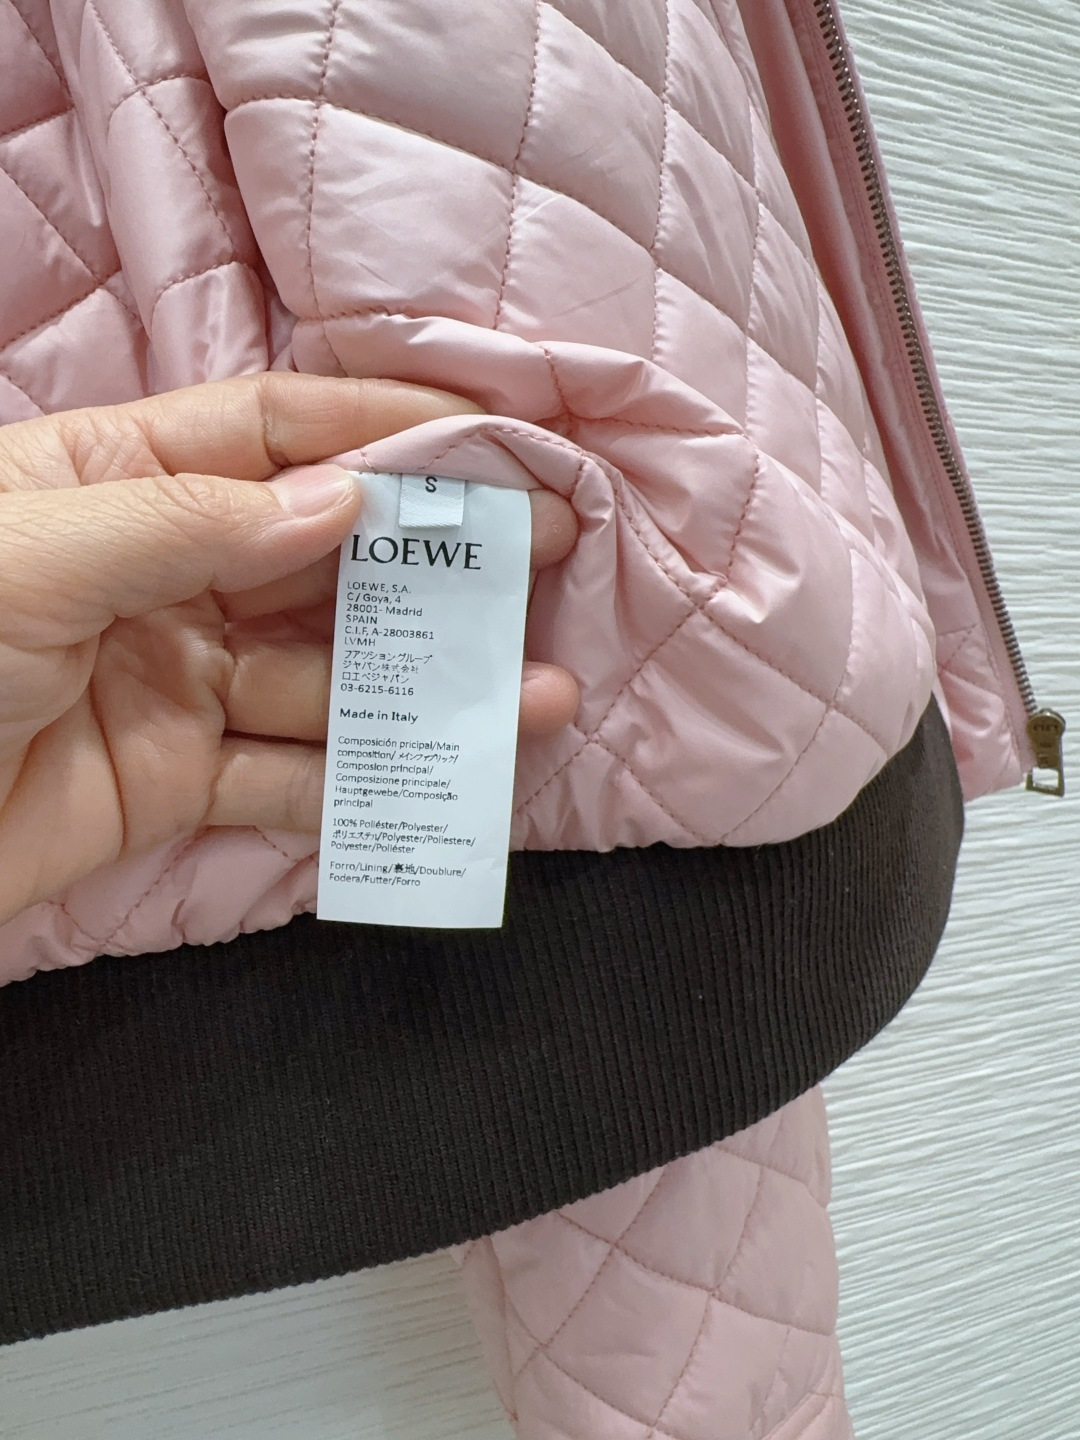 S
LOEWE
LOEWE, S.A.
C/ Goya, 4
28001- Madrid
SPAIN
C.I.F, A-28003861
LVMH
ファッショングループ
ジャパン株式会社
ロエベジャパン
03-6215-6116
Made in Italy
Composición pricipal/Main
composition/メインファブリック/
Composion principal/
Composizione principale/
Hauptgewebe/Composição
principal
100% Poliéster/Polyester/
ポリエステル/Polyester/Poliestere/
Polyester/Poliéster
Forro/Lining/裏地/Doublure/
Fodera/Futter/Forro